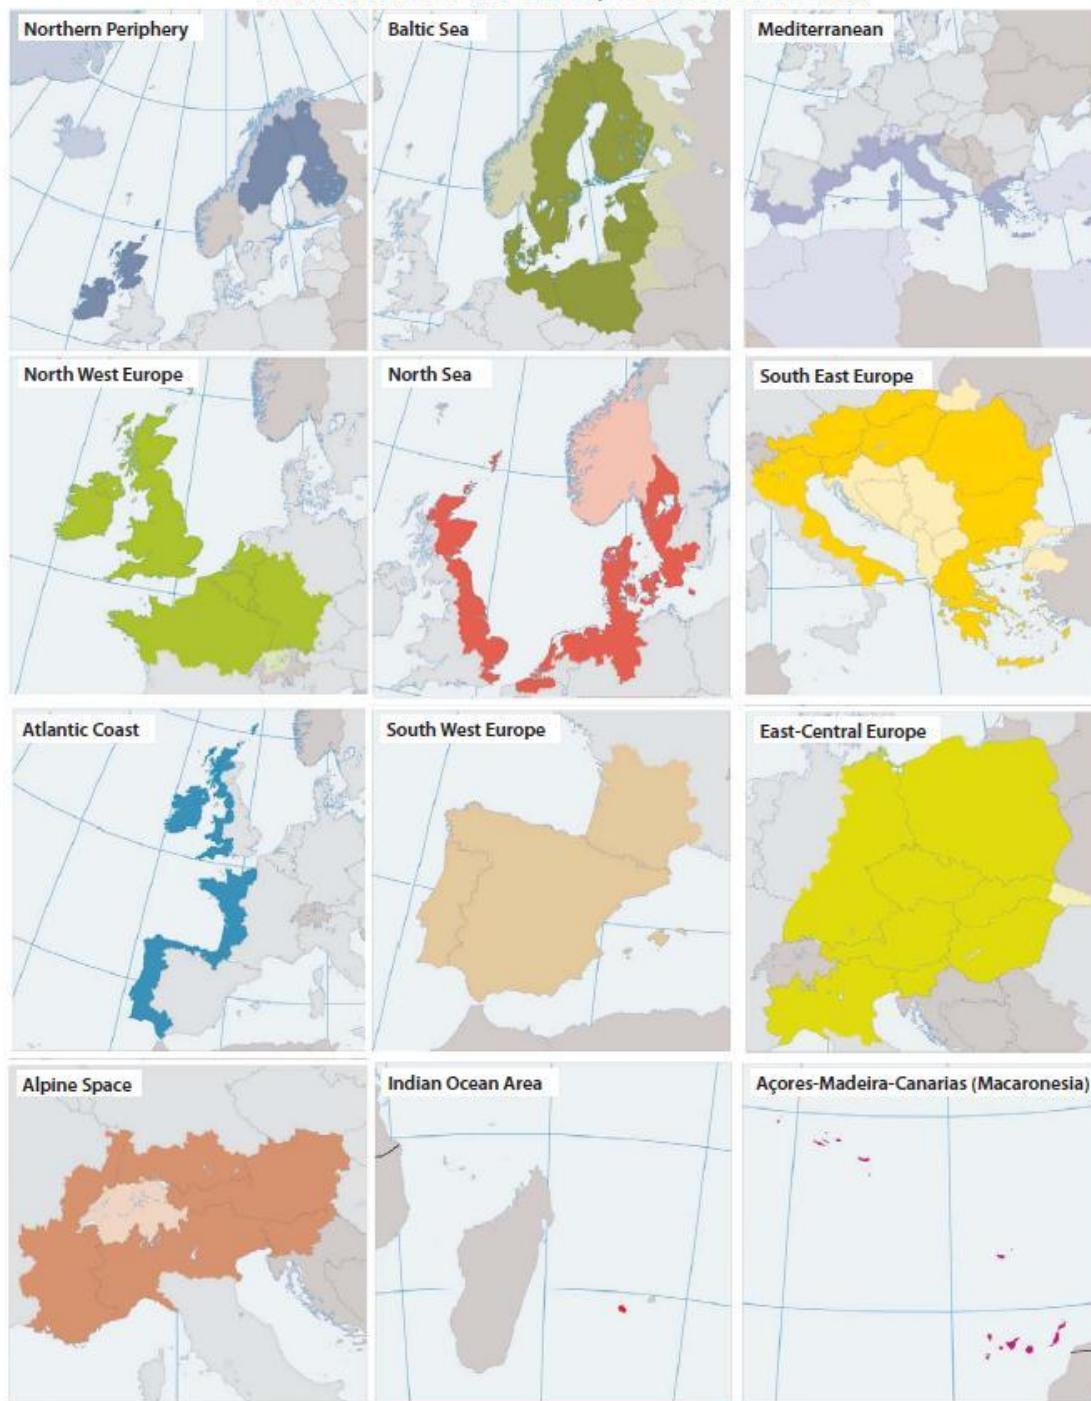 Northern Periphery
Baltic Sea
Mediterranean
North West Europe
North Sea
South East Europe
Atlantic Coast
South West Europe
East-Central Europe
Alpine Space
Indian Ocean Area
Açores-Madeira-Canarias (Macaronesia)